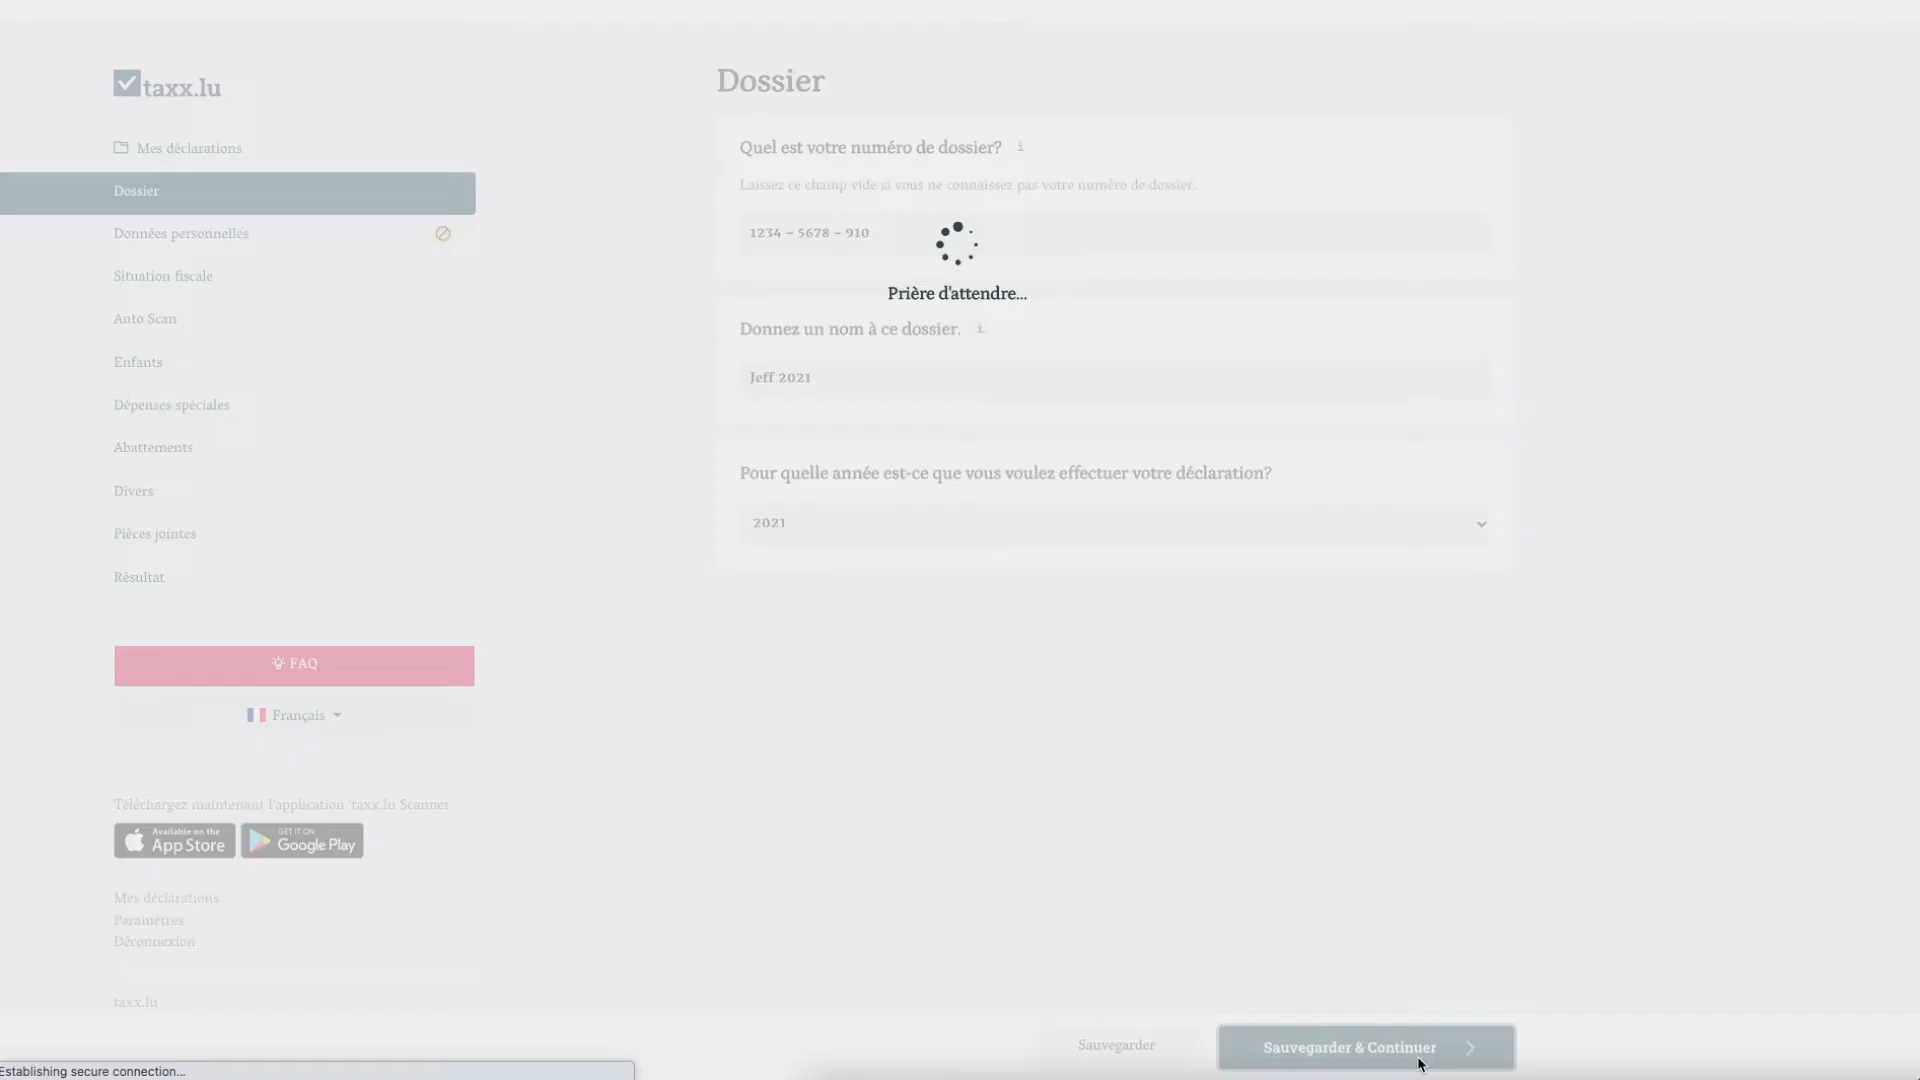 taxx.lu
Mes déclarations
Dossier
Données personnelles
Situation fiscale
Auto Scan
Enfants
Dépenses spéciales
Abattements
Divers
Pièces jointes
Résultat
FAQ
Français
Téléchargez maintenant l'application 'taxx.lu Scanner
Available on the
App Store
GET IT ON
Google Play
Mes déclarations
Paramètres
Déconnexion
taxx.lu
Dossier
Quel est votre numéro de dossier? i
Laissez ce champ vide si vous ne connaissez pas votre numéro de dossier.
1234 - 5678 - 910
Prière d'attendre...
Donnez un nom à ce dossier. i
Jeff 2021
Pour quelle année est-ce que vous voulez effectuer votre déclaration?
2021
Sauvegarder
Sauvegarder & Continuer
Establishing secure connection...